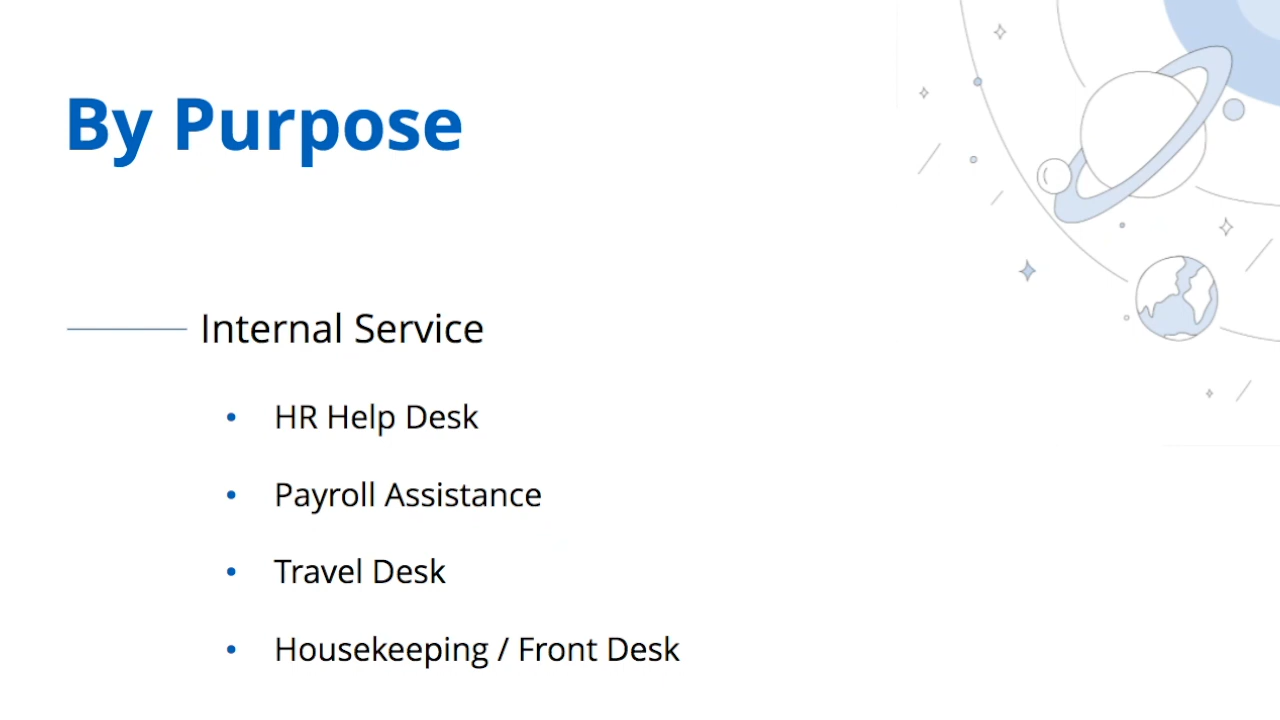 By Purpose
Internal Service
• HR Help Desk
• Payroll Assistance
• Travel Desk
• Housekeeping / Front Desk